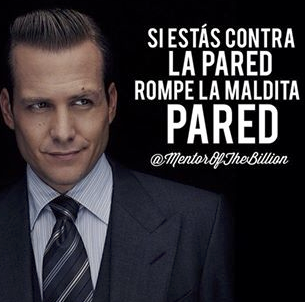 SI ESTÁS CONTRA
LA PARED
ROMPE LA MALDITA
PARED
@MentorOfTheBillion